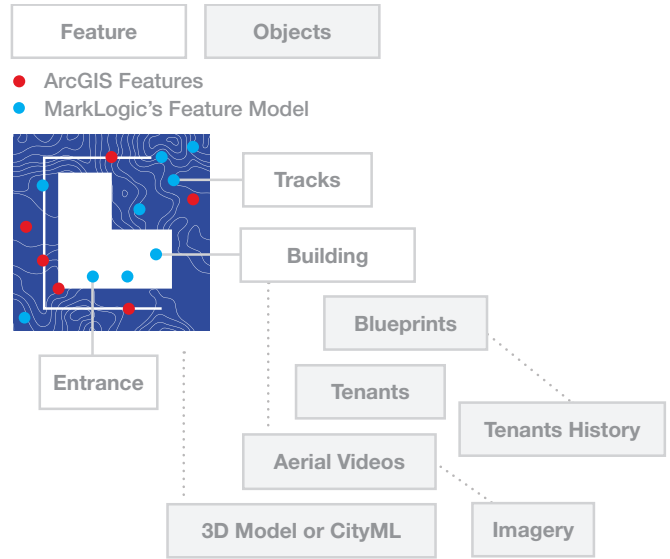 Feature
Objects
ArcGIS Features
MarkLogic's Feature Model
Tracks
Building
Blueprints
Entrance
Tenants
Tenants History
Aerial Videos
3D Model or CityML
Imagery